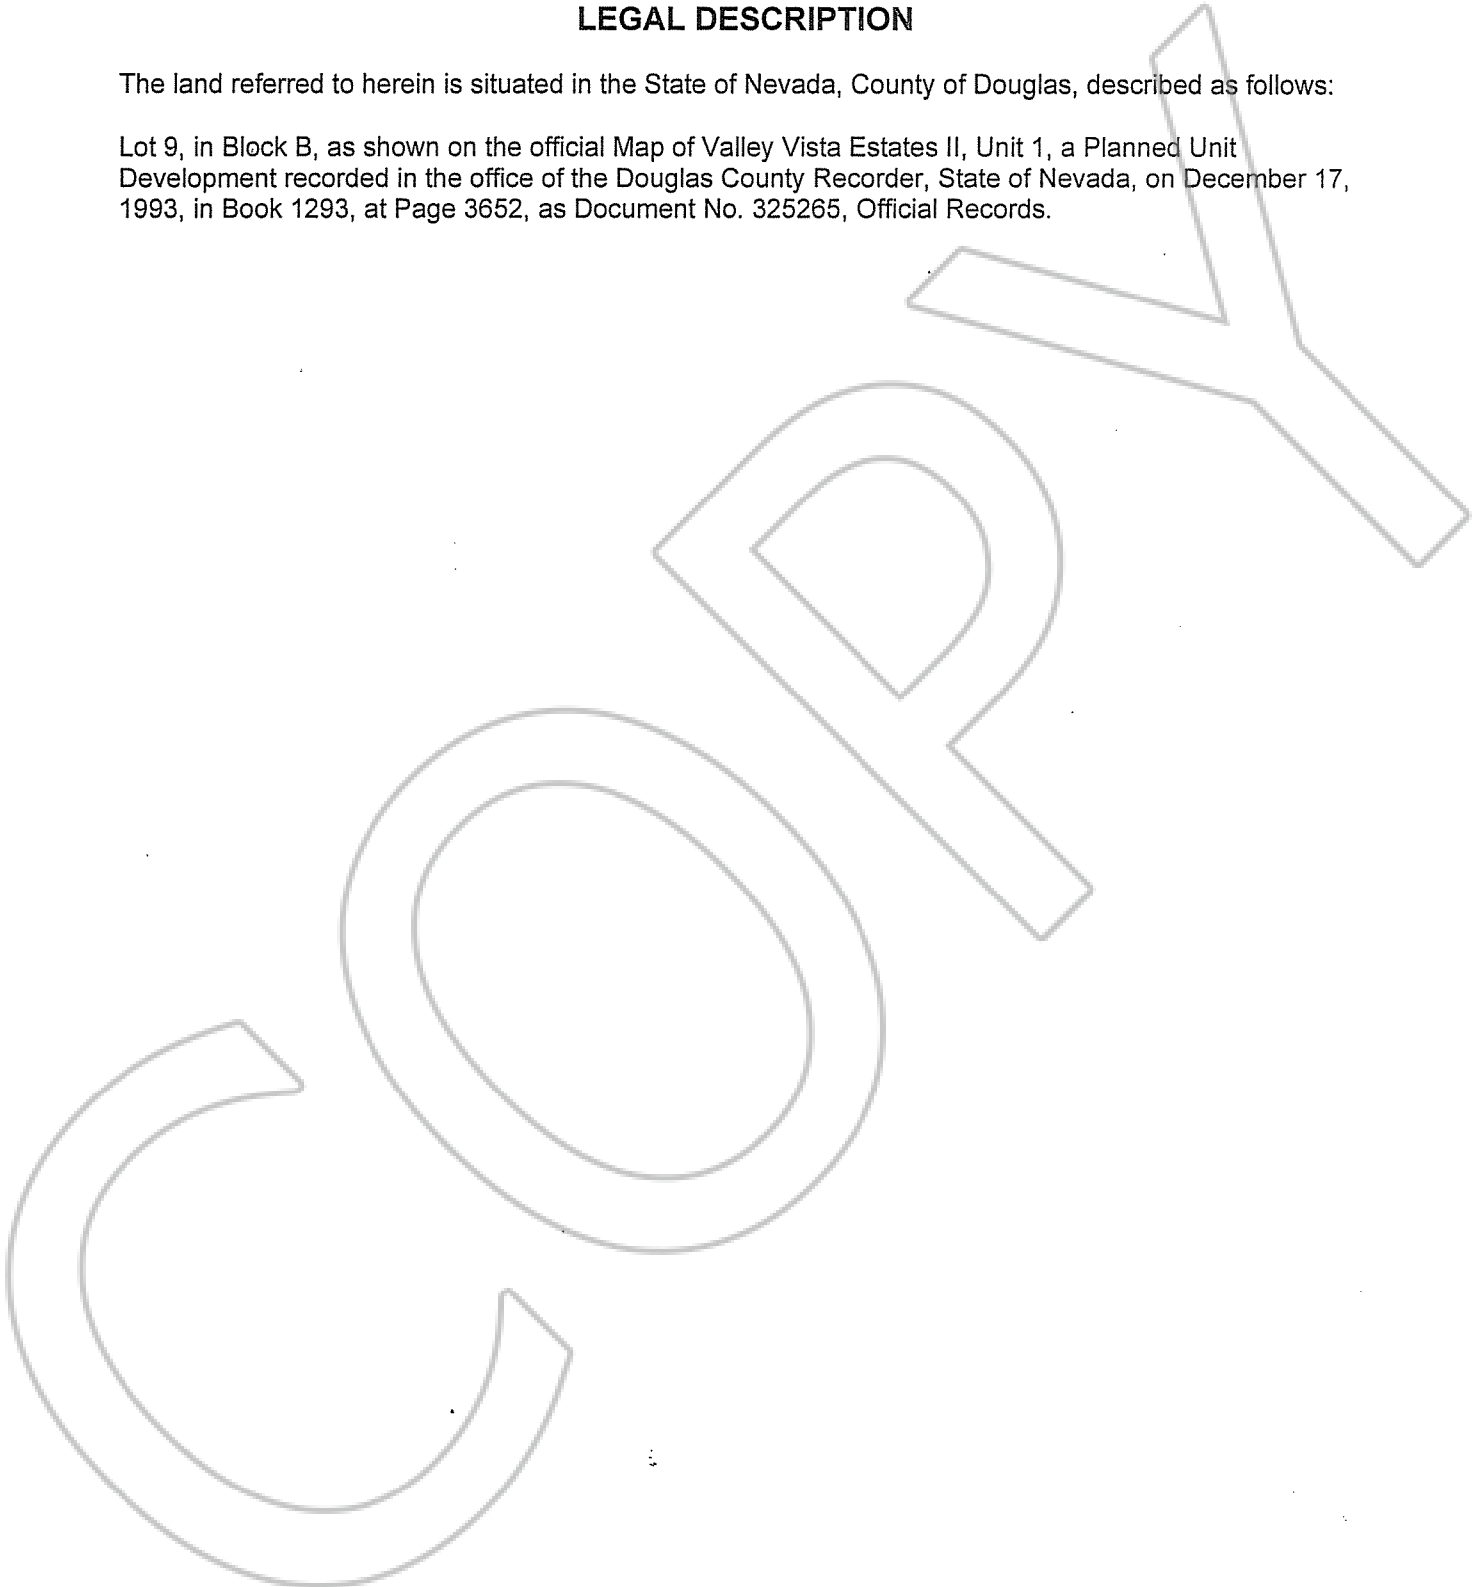 LEGAL DESCRIPTION
The land referred to herein is situated in the State of Nevada, County of Douglas, described as follows:
Lot 9, in Block B, as shown on the official Map of Valley Vista Estates II, Unit 1, a Planned Unit
Development recorded in the office of the Douglas County Recorder, State of Nevada, on December 17,
1993, in Book 1293, at Page 3652, as Document No. 325265, Official Records.
COPY